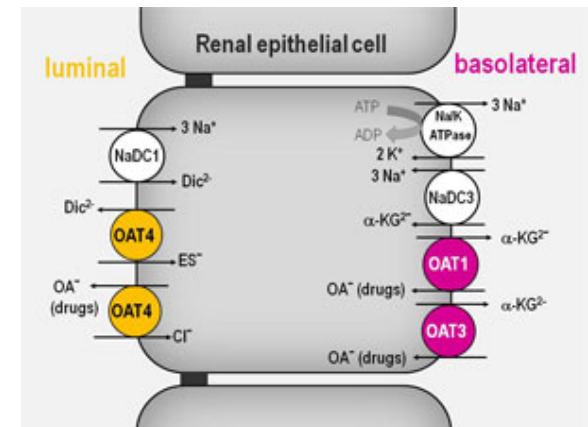 Renal epithelial cell
luminal
basolateral
3 Na⁺
NaDC1
Dic²⁻
Dic²⁻
OAT4
ES⁻
OA⁻
(drugs)
OAT4
Cl⁻
ATP
ADP
3 Na⁺
Na/K
ATPase
2 K⁺
3 Na⁺
NaDC3
α-KG²⁻
α-KG²⁻
OAT1
OA⁻ (drugs)
α-KG²⁻
OAT3
OA⁻ (drugs)